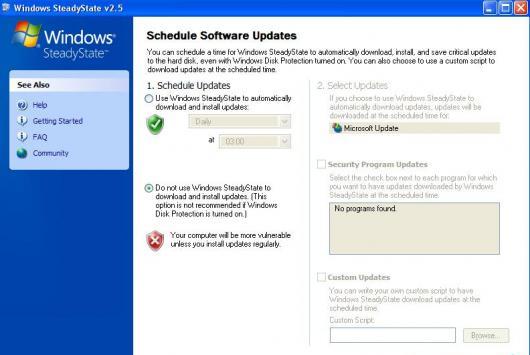 Windows SteadyState v2.5
Windows®
SteadyState™
See Also
Help
Getting Started
FAQ
Community
Schedule Software Updates
You can schedule a time for Windows SteadyState to automatically download, install, and save critical updates
to the hard disk, even with Windows Disk Protection turned on. You can also choose to use a custom script to
download updates at the scheduled time.
1. Schedule Updates
Use Windows SteadyState to automatically
download and install updates:
Daily
at
03:00
Do not use Windows SteadyState to
download and install updates. (This
option is not recommended if Windows
Disk Protection is turned on.)
Your computer will be more vulnerable
unless you install updates regularly.
2. Select Updates
If you choose to use Windows SteadyState to
automatically download updates, updates will be
downloaded at the scheduled time for:
Microsoft Update
Security Program Updates
Select the check box next to each program for which
you want to have updates downloaded by Windows
SteadyState at the scheduled time.
No programs found.
Custom Updates
You can write your own custom script to have
Windows SteadyState download updates at the
scheduled time.
Custom Script:
Browse...